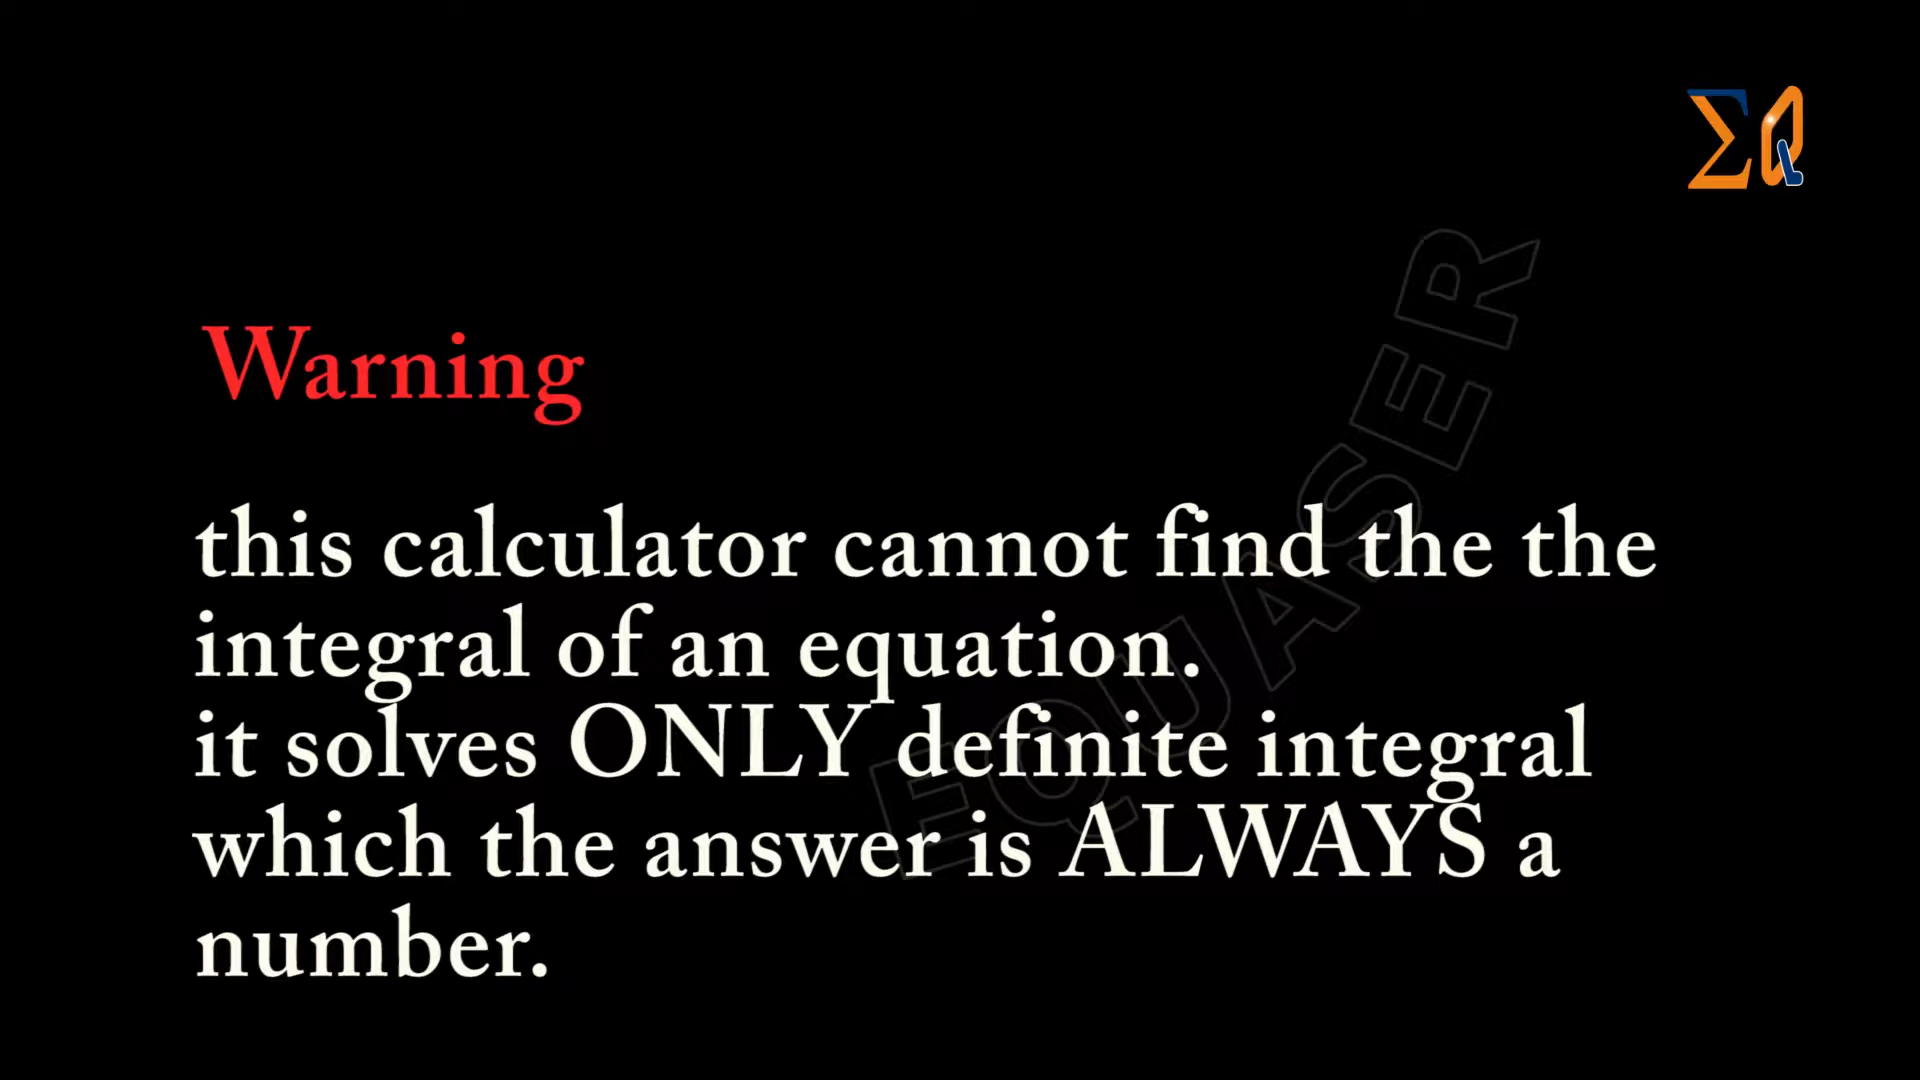 ΣQ
Warning
this calculator cannot find the the
integral of an equation.
it solves ONLY definite integral
which the answer is ALWAYS a
number.
EQUASER